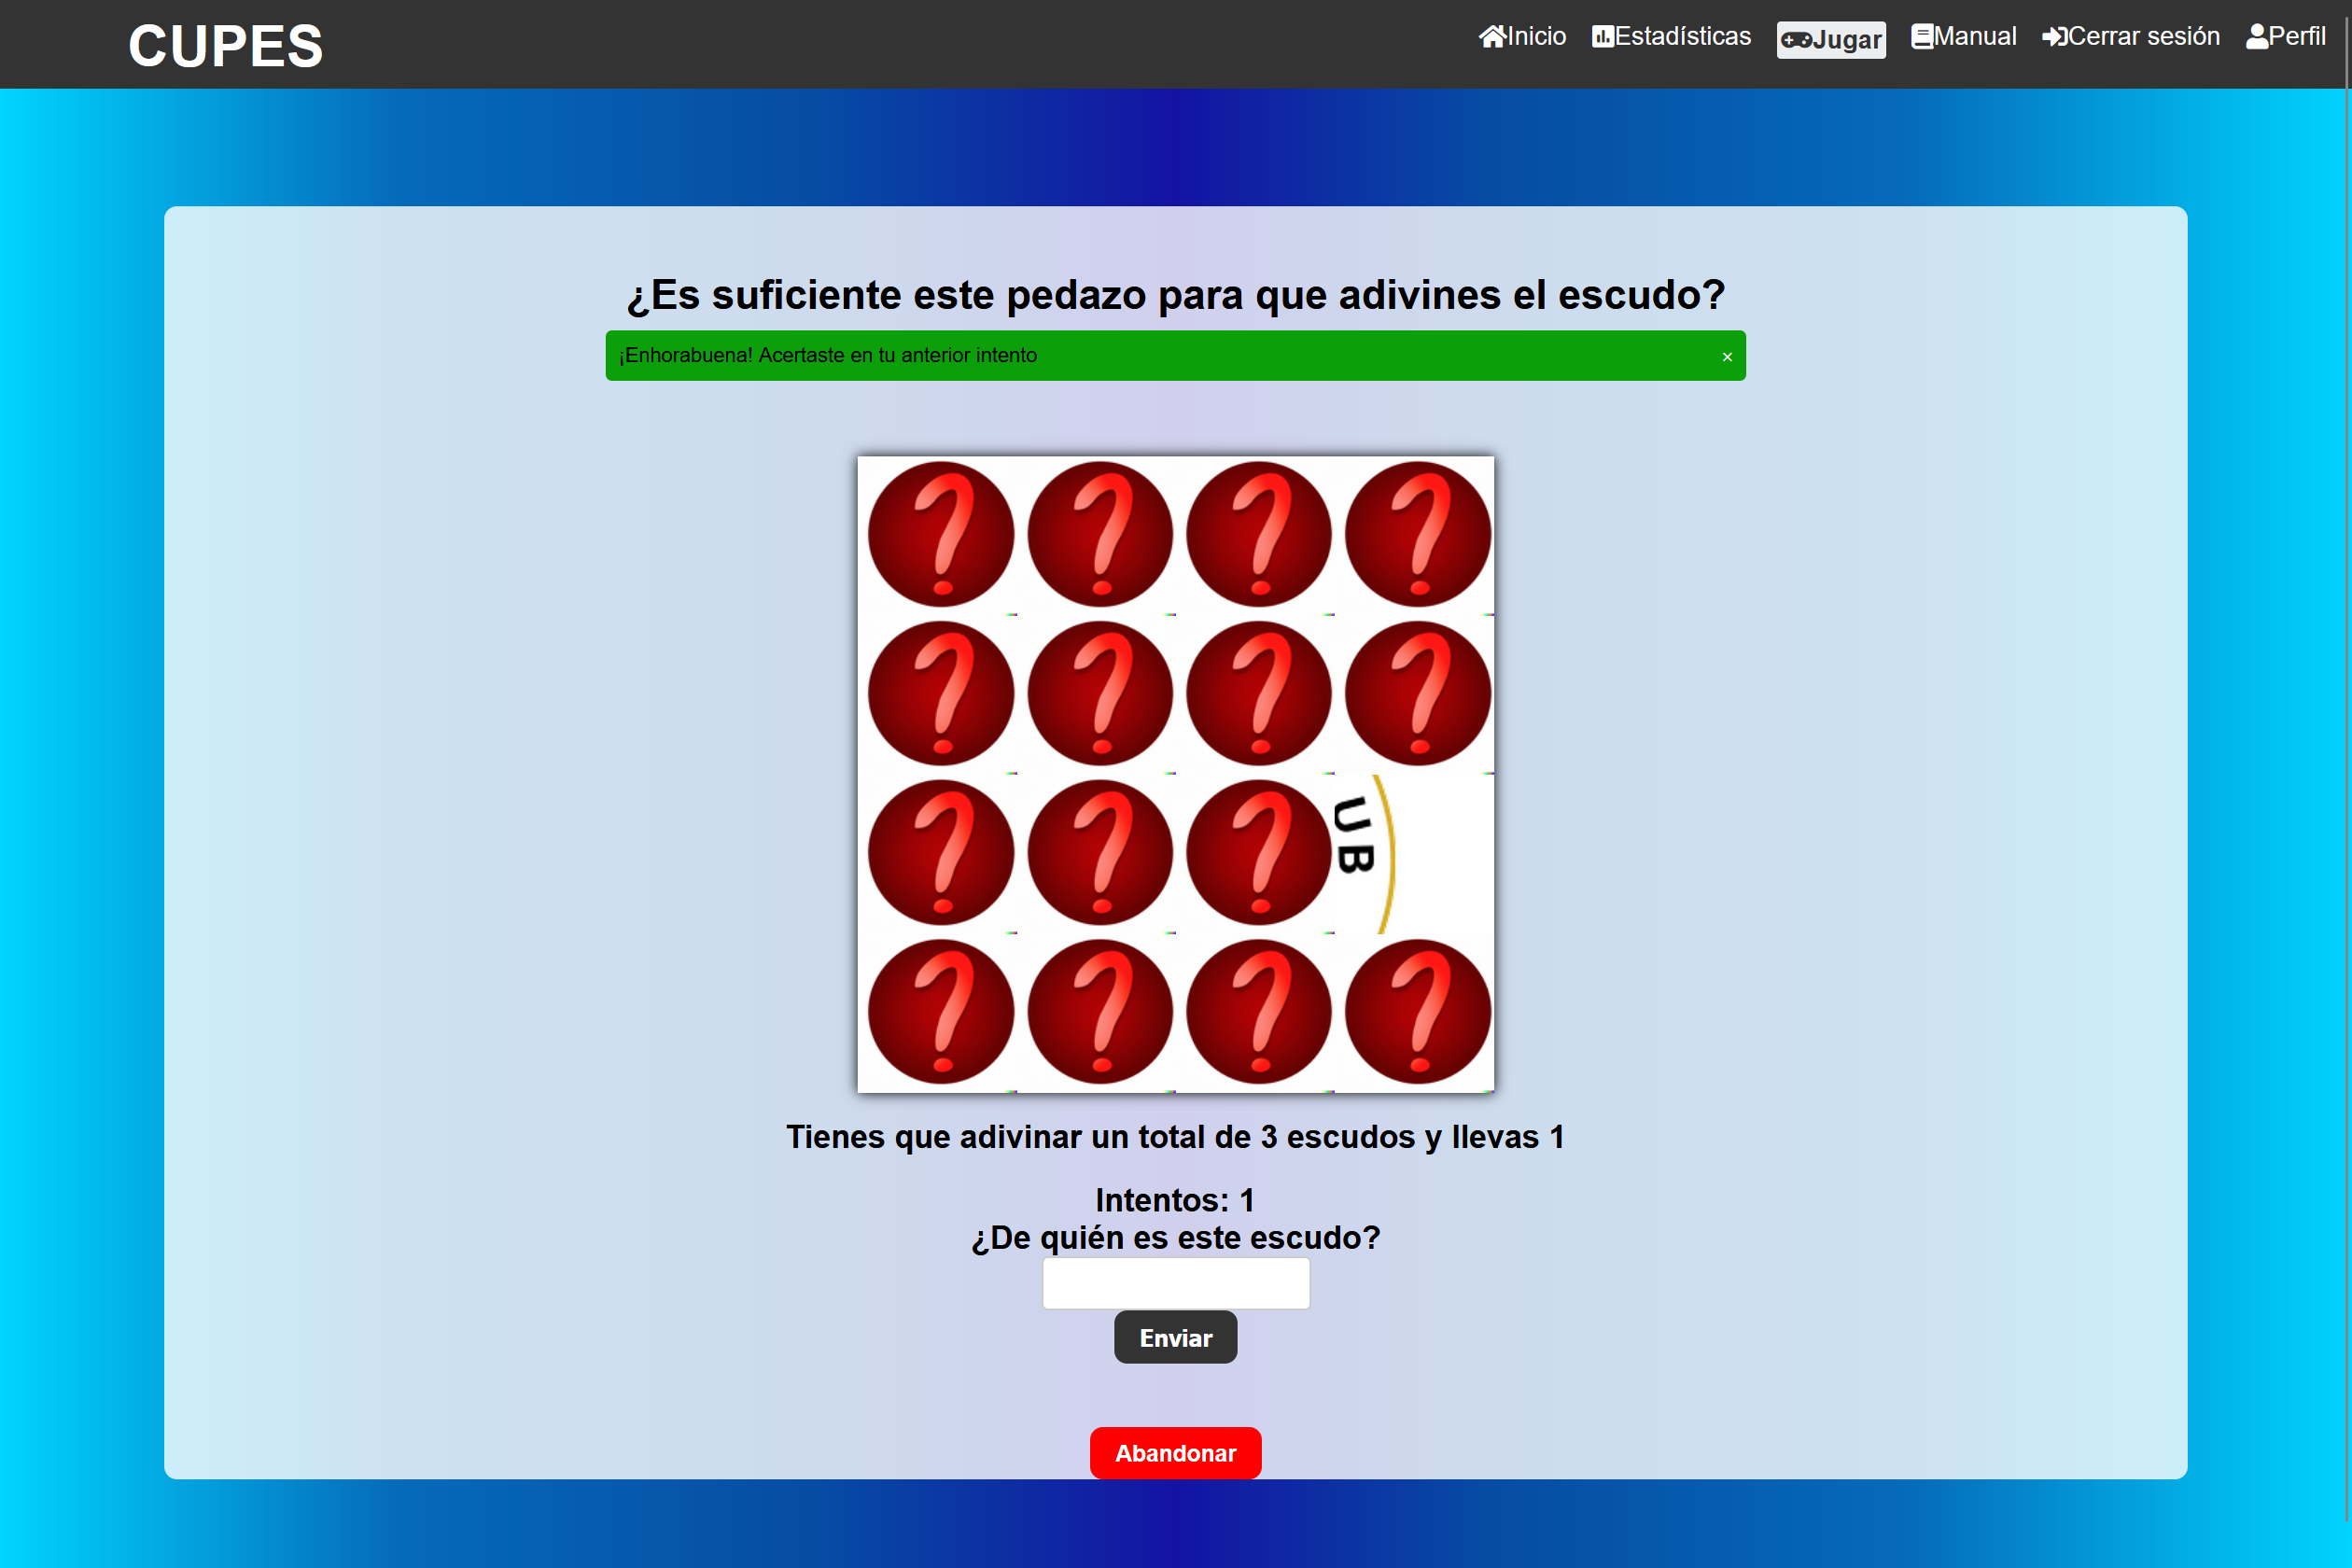 CUPES
Inicio
Estadísticas
Jugar
Manual
Cerrar sesión
Perfil
¿Es suficiente este pedazo para que adivines el escudo?
¡Enhorabuena! Acertaste en tu anterior intento ×
? ? ? ?
? ? ? ?
? ? ? UB
? ? ? ?
Tienes que adivinar un total de 3 escudos y llevas 1
Intentos: 1
¿De quién es este escudo?
Enviar
Abandonar